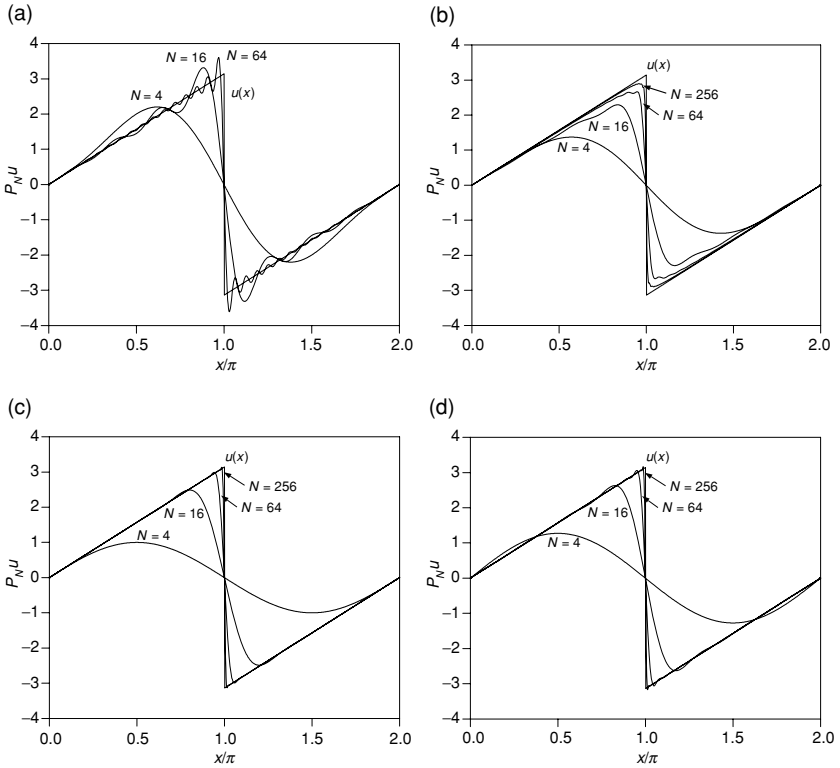 (a)
4
3
2
1
0
−1
−2
−3
−4
P_N u
N = 16
N = 64
N = 4
u(x)
0.0 0.5 1.0 1.5 2.0
x/π
(b)
4
3
2
1
0
−1
−2
−3
−4
P_N u
u(x)
N = 256
N = 64
N = 16
N = 4
0.0 0.5 1.0 1.5 2.0
x/π
(c)
4
3
2
1
0
−1
−2
−3
−4
P_N u
u(x)
N = 256
N = 64
N = 16
N = 4
0.0 0.5 1.0 1.5 2.0
x/π
(d)
4
3
2
1
0
−1
−2
−3
−4
P_N u
u(x)
N = 256
N = 64
N = 16
N = 4
0.0 0.5 1.0 1.5 2.0
x/π